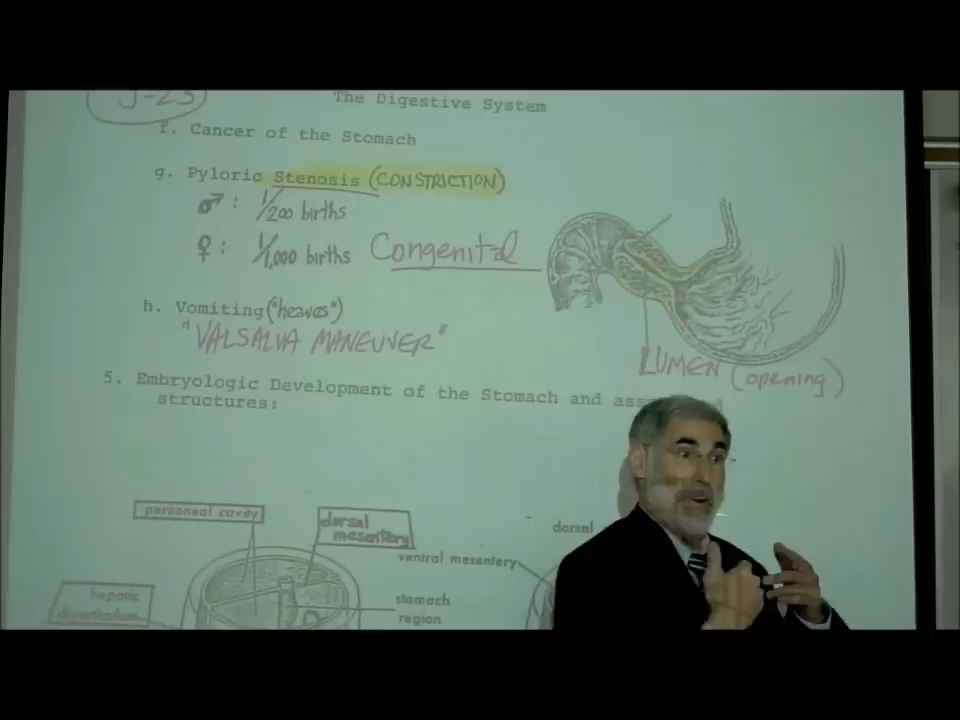 J-23
The Digestive System
f. Cancer of the Stomach
g. Pyloric Stenosis (CONSTRICTION)
♂: 1/200 births
♀: 1/1,000 births Congenital
h. Vomiting ("heaves")
"VALSALVA MANEUVER"
LUMEN (opening)
5. Embryologic Development of the Stomach and
structures:
peritoneal cavity
dorsal
mesentery
dorsal
ventral mesentery
hepatic
diverticulum
stomach
region